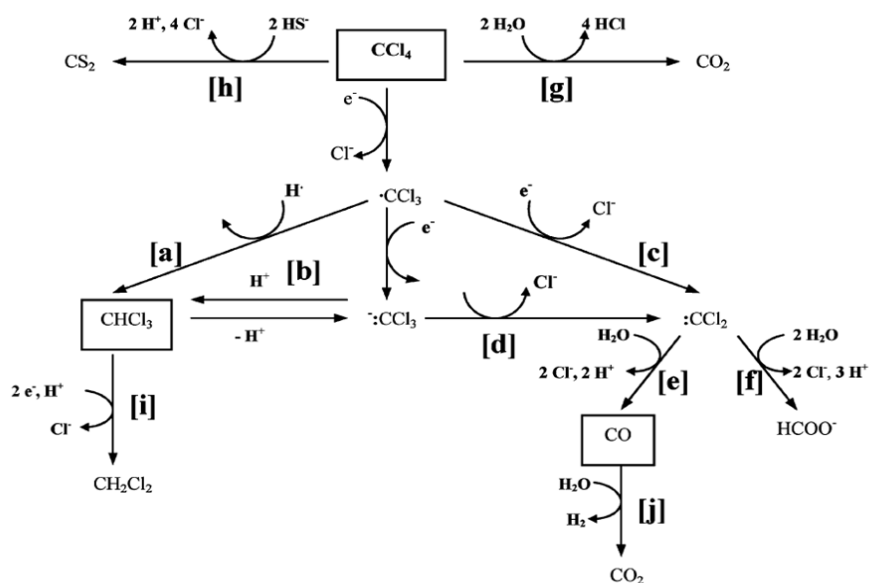 2 H⁺, 4 Cl⁻ 2 HS⁻ CCl₄ 2 H₂O 4 HCl
CS₂ [h] [g] CO₂
e⁻
Cl⁻
·CCl₃ e⁻ Cl⁻
H·
[a] e⁻ [c]
H⁺ [b] Cl⁻
CHCl₃ ⁻:CCl₃ :CCl₂
- H⁺ [d] H₂O 2 H₂O
2 e⁻, H⁺ [i] 2 Cl⁻, 2 H⁺ [e] [f] 2 Cl⁻, 3 H⁺
Cl⁻ CO HCOO⁻
CH₂Cl₂ H₂O
H₂ [j]
CO₂